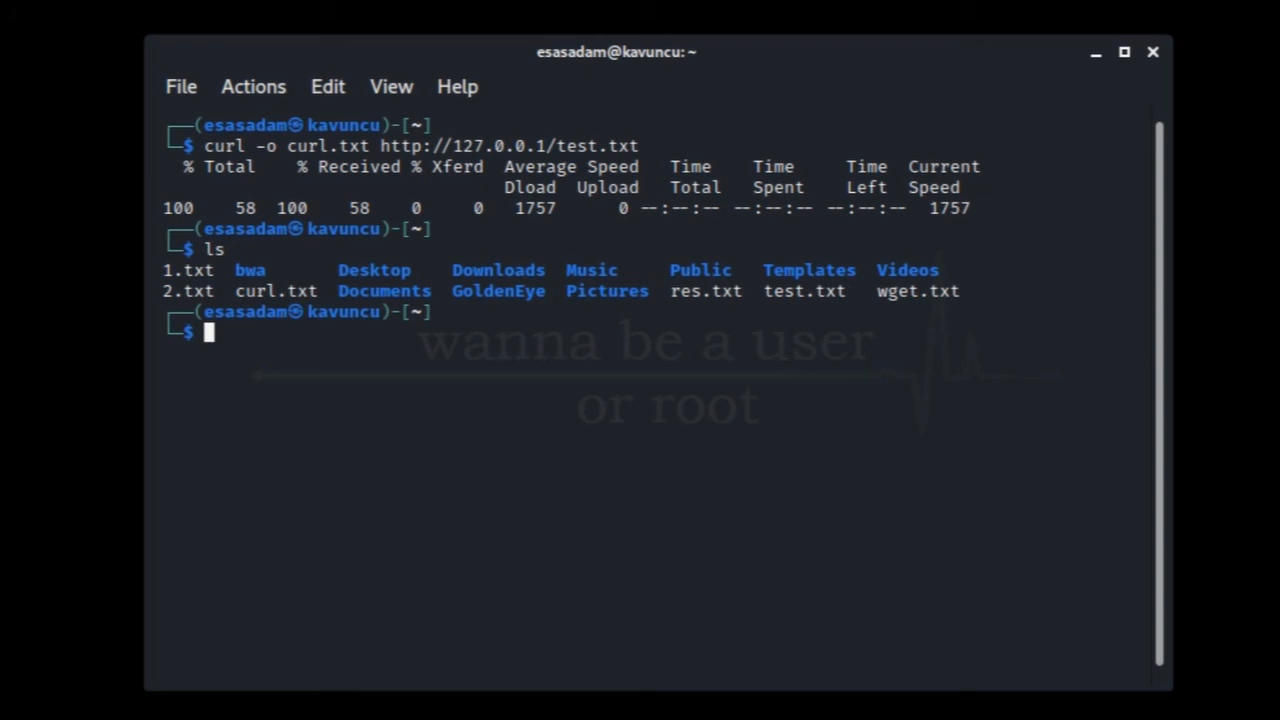 esasadam@kavuncu: ~
File Actions Edit View Help
┌──(esasadam㉿kavuncu)-[~]
└─$ curl -o curl.txt http://127.0.0.1/test.txt
  % Total    % Received % Xferd  Average Speed   Time    Time     Time  Current
                                 Dload  Upload   Total   Spent    Left  Speed
100    58  100    58    0     0   1757      0 --:--:-- --:--:-- --:--:--  1757
┌──(esasadam㉿kavuncu)-[~]
└─$ ls
1.txt  bwa       Desktop    Downloads  Music     Public   Templates  Videos
2.txt  curl.txt  Documents  GoldenEye  Pictures  res.txt  test.txt   wget.txt
┌──(esasadam㉿kavuncu)-[~]
└─$
wanna be a user
or root